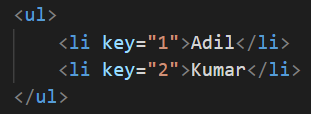 <ul>
    <li key="1">Adil</li>
    <li key="2">Kumar</li>
</ul>